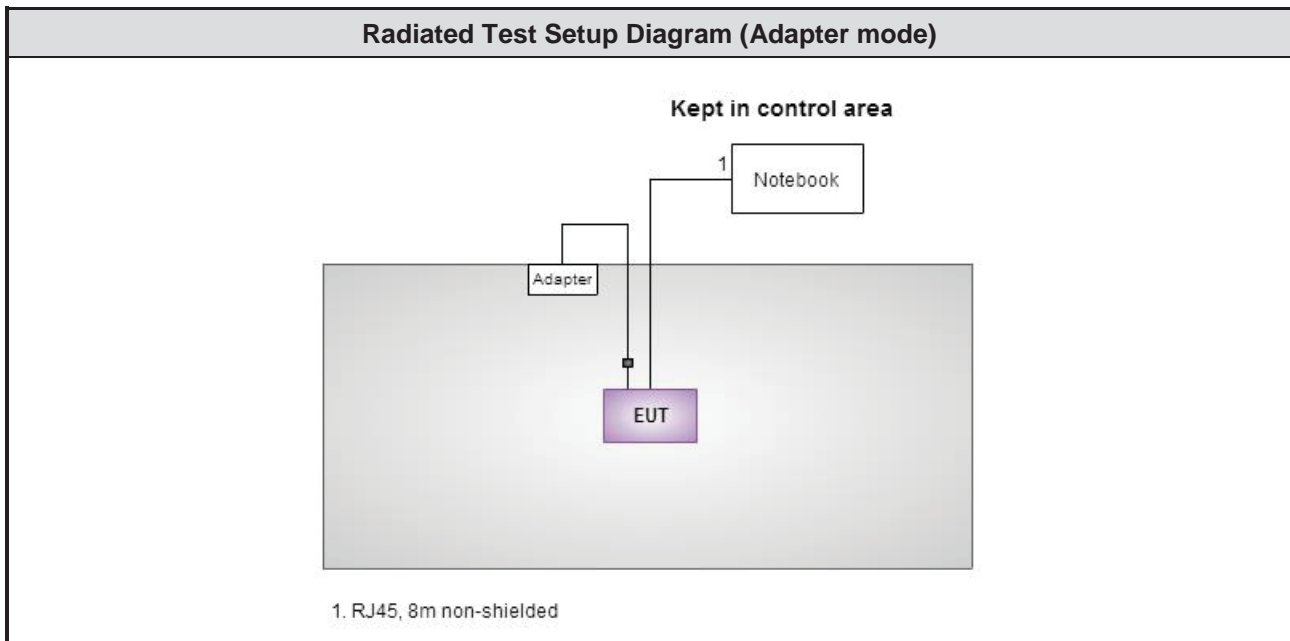 Radiated Test Setup Diagram (Adapter mode)
Kept in control area
1
Notebook
Adapter
EUT
1. RJ45, 8m non-shielded